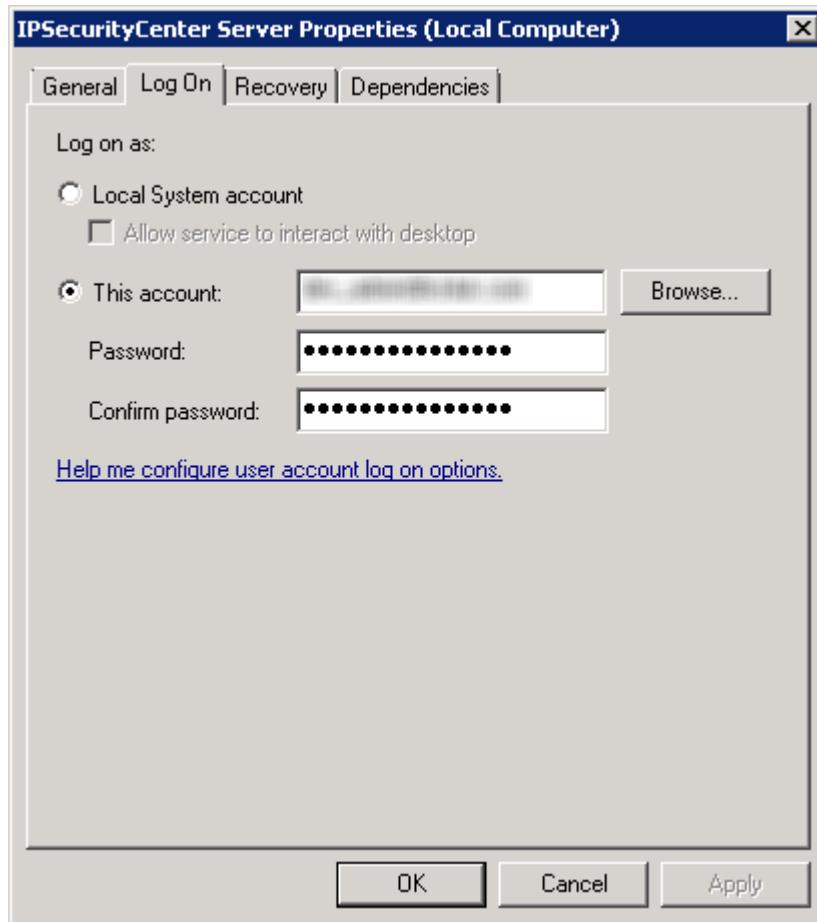 IPSecurityCenter Server Properties (Local Computer)
General Log On Recovery Dependencies
Log on as:
Local System account
Allow service to interact with desktop
This account: Browse...
Password: •••••••••••••••
Confirm password: •••••••••••••••
Help me configure user account log on options.
OK Cancel Apply